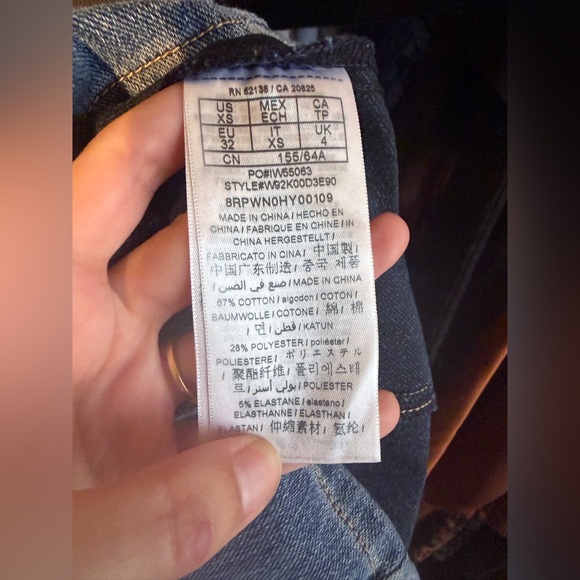 RN 62136 / CA 20625
US MEX CA
XS ECH TP
EU IT UK
32 XS 4
CN 155/64A
PO#IW55063
STYLE#W92K00D3E90
8RPWN0HY00109
MADE IN CHINA / HECHO EN
CHINA / FABRIQUE EN CHINE / IN
CHINA HERGESTELLT /
FABBRICATO IN CINA / 中国製 /
中国广东制造 / 중국 제품
/ صنع في الصين / MADE IN CHINA
67% COTTON / algodon / COTON /
BAUMWOLLE / COTONE / 綿 / 棉
/ 면 / قطن / KATUN
28% POLYESTER / poliéster /
POLIESTERE / ポリエステル
/ 聚酯纤维 / 폴리에스테
르 / بولي أستر / POLIESTER
5% ELASTANE / elastano /
ELASTHANNE / ELASTHAN /
ELASTAN / 伸縮素材 / 氨纶 /